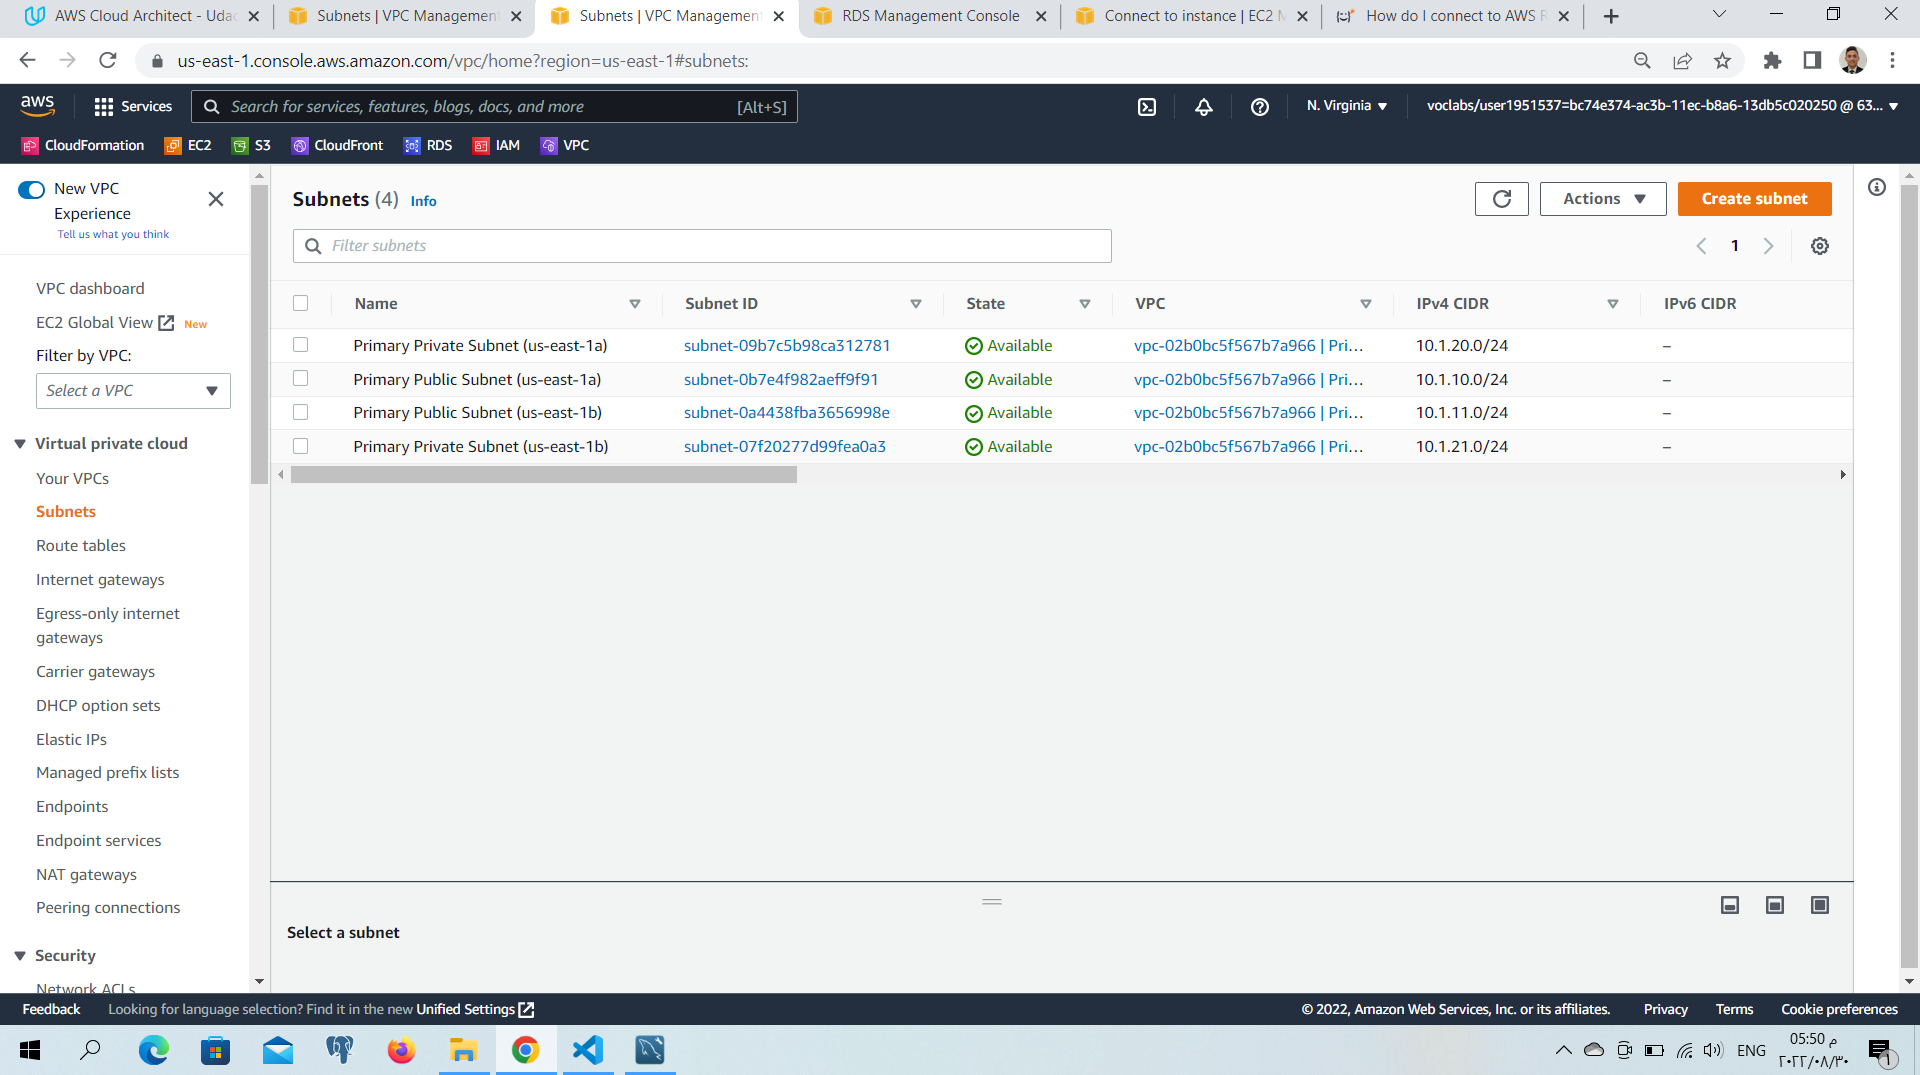 AWS Cloud Architect - Udac
Subnets | VPC Management
Subnets | VPC Management
RDS Management Console
Connect to instance | EC2 M
How do I connect to AWS R
us-east-1.console.aws.amazon.com/vpc/home?region=us-east-1#subnets:
aws
Services
Search for services, features, blogs, docs, and more
[Alt+S]
N. Virginia
voclabs/user1951537=bc74e374-ac3b-11ec-b8a6-13db5c020250 @ 63...
CloudFormation
EC2
S3
CloudFront
RDS
IAM
VPC
New VPC
Experience
Tell us what you think
VPC dashboard
EC2 Global View
New
Filter by VPC:
Select a VPC
Virtual private cloud
Your VPCs
Subnets
Route tables
Internet gateways
Egress-only internet
gateways
Carrier gateways
DHCP option sets
Elastic IPs
Managed prefix lists
Endpoints
Endpoint services
NAT gateways
Peering connections
Security
Network ACLs
Subnets (4) Info
Actions
Create subnet
Filter subnets
1
Name Subnet ID State VPC IPv4 CIDR IPv6 CIDR
Primary Private Subnet (us-east-1a) subnet-09b7c5b98ca312781 Available vpc-02b0bc5f567b7a966 | Pri... 10.1.20.0/24 –
Primary Public Subnet (us-east-1a) subnet-0b7e4f982aeff9f91 Available vpc-02b0bc5f567b7a966 | Pri... 10.1.10.0/24 –
Primary Public Subnet (us-east-1b) subnet-0a4438fba3656998e Available vpc-02b0bc5f567b7a966 | Pri... 10.1.11.0/24 –
Primary Private Subnet (us-east-1b) subnet-07f20277d99fea0a3 Available vpc-02b0bc5f567b7a966 | Pri... 10.1.21.0/24 –
Select a subnet
Feedback
Looking for language selection? Find it in the new Unified Settings
© 2022, Amazon Web Services, Inc. or its affiliates.
Privacy
Terms
Cookie preferences
ENG
05:50 م
٢٠٢٢/٠٨/٣٠
١